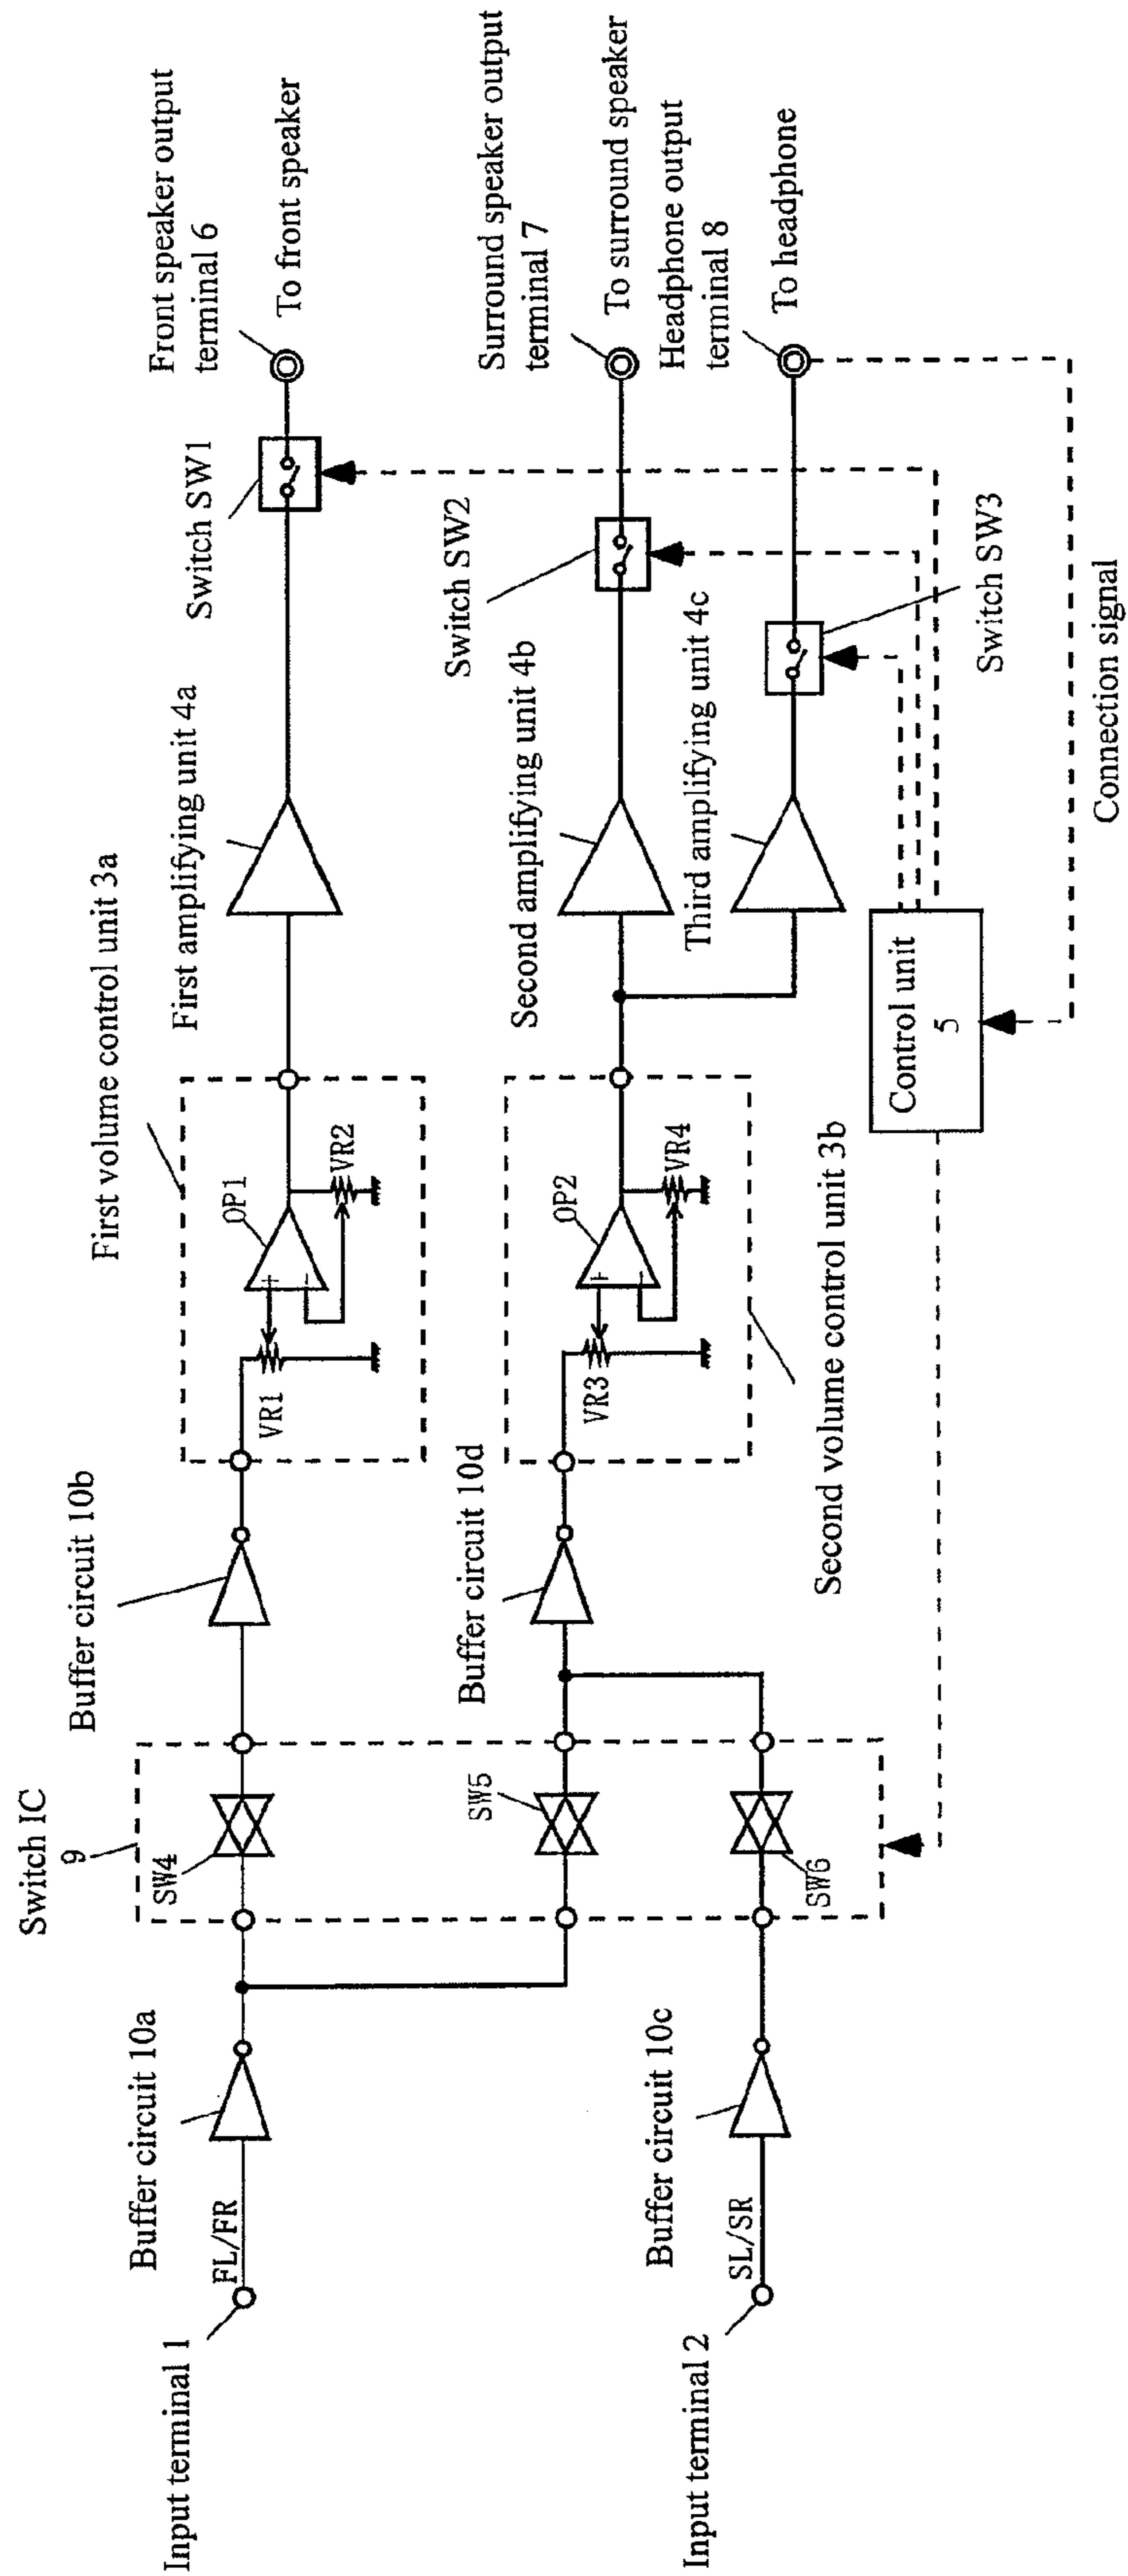 Input terminal 1
FL/FR
Buffer circuit 10a
Switch IC
9
SW4
Buffer circuit 10b
First volume control unit 3a
VR1
OP1
+
-
VR2
First amplifying unit 4a
Switch SW1
Front speaker output
terminal 6
To front speaker
SW5
Buffer circuit 10d
VR3
OP2
+
-
VR4
Second volume control unit 3b
Second amplifying unit 4b
Switch SW2
Surround speaker output
terminal 7
To surround speaker
Input terminal 2
SL/SR
Buffer circuit 10c
SW6
Third amplifying unit 4c
Switch SW3
Headphone output
terminal 8
To headphone
Control unit
5
Connection signal